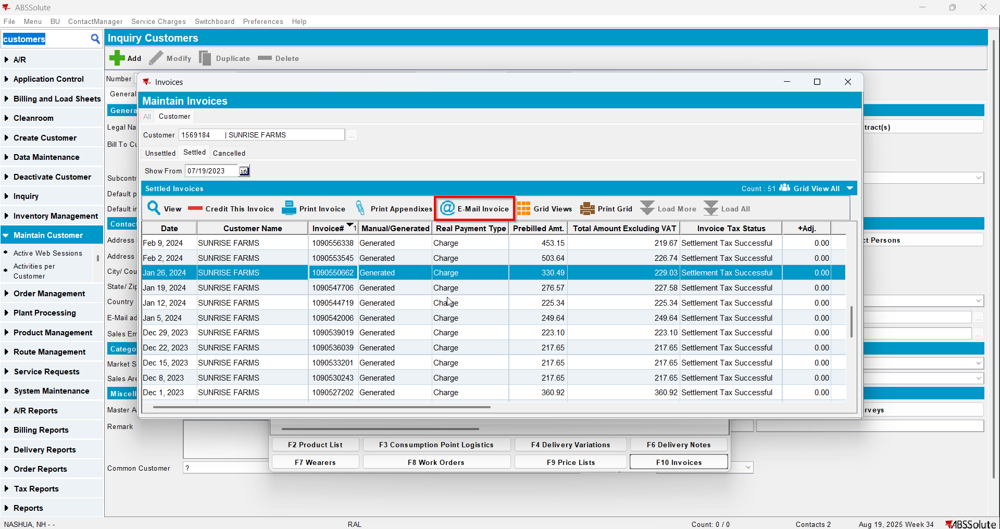 ABSSolute
File Menu BU ContactManager Service Charges Switchboard Preferences Help
customers
Inquiry Customers
Add Modify Duplicate Delete
A/R
Application Control
Billing and Load Sheets
Cleanroom
Create Customer
Data Maintenance
Deactivate Customer
Inquiry
Inventory Management
Maintain Customer
Active Web Sessions
Activities per
Customer
Order Management
Plant Processing
Product Management
Route Management
Service Requests
System Maintenance
A/R Reports
Billing Reports
Delivery Reports
Order Reports
Tax Reports
Reports
Number
General
Genera
Legal Na
Bill To Cu
Subcontr
Default p
Default in
Contac
Address
Address
City/ Cou
State/ Zip
Country
E-Mail ad
Sales Em
Catego
Market S
Sales Are
Miscell
Master A
Remark
Common Customer ?
Invoices
Maintain Invoices
All Customer
Customer 1569184 | SUNRISE FARMS ...
Unsettled Settled Cancelled
Show From 07/19/2023 16
Settled Invoices Count : 51 Grid View All
View Credit This Invoice Print Invoice Print Appendixes @ E-Mail Invoice Grid Views Print Grid Load More Load All
Date Customer Name Invoice# 1 Manual/Generated Real Payment Type Prebilled Amt. Total Amount Excluding VAT Invoice Tax Status +Adj.
Feb 9, 2024 SUNRISE FARMS 1090556338 Generated Charge 453.15 219.67 Settlement Tax Successful 0.00
Feb 2, 2024 SUNRISE FARMS 1090553545 Generated Charge 503.64 226.74 Settlement Tax Successful 0.00
Jan 26, 2024 SUNRISE FARMS 1090550662 Generated Charge 330.49 229.03 Settlement Tax Successful 0.00
Jan 19, 2024 SUNRISE FARMS 1090547706 Generated Charge 276.57 227.58 Settlement Tax Successful 0.00
Jan 12, 2024 SUNRISE FARMS 1090544719 Generated Charge 225.34 225.34 Settlement Tax Successful 0.00
Jan 5, 2024 SUNRISE FARMS 1090542006 Generated Charge 249.64 249.64 Settlement Tax Successful 0.00
Dec 29, 2023 SUNRISE FARMS 1090539019 Generated Charge 223.10 223.10 Settlement Tax Successful 0.00
Dec 22, 2023 SUNRISE FARMS 1090536039 Generated Charge 217.65 217.65 Settlement Tax Successful 0.00
Dec 15, 2023 SUNRISE FARMS 1090533201 Generated Charge 217.65 217.65 Settlement Tax Successful 0.00
Dec 8, 2023 SUNRISE FARMS 1090530243 Generated Charge 217.65 217.65 Settlement Tax Successful 0.00
Dec 1, 2023 SUNRISE FARMS 1090527202 Generated Charge 360.92 360.92 Settlement Tax Successful 0.00
tract(s)
ct Persons
...
...
rveys
F2 Product List F3 Consumption Point Logistics F4 Delivery Variations F6 Delivery Notes
F7 Wearers F8 Work Orders F9 Price Lists F10 Invoices
NASHUA, NH - - RAL Count: 0 / 0 Contacts 2 Aug 19, 2025 Week 34 ABSSolute